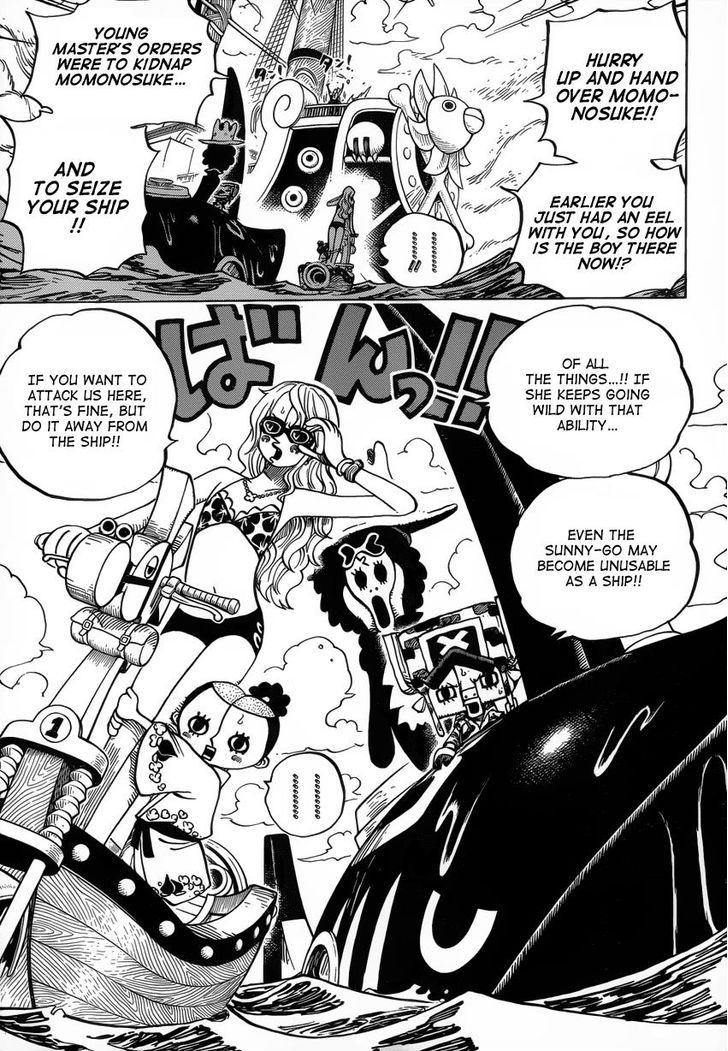 HURRY
UP AND HAND
OVER MOMO-
NOSUKE!!
EARLIER YOU
JUST HAD AN EEL
WITH YOU, SO HOW
IS THE BOY THERE
NOW!?
YOUNG
MASTER'S ORDERS
WERE TO KIDNAP
MOMONOSUKE...
AND
TO SEIZE
YOUR SHIP
!!
ばんっ...!!
OF ALL
THE THINGS...!! IF
SHE KEEPS GOING
WILD WITH THAT
ABILITY...
EVEN THE
SUNNY-GO MAY
BECOME UNUSABLE
AS A SHIP!!
IF YOU WANT TO
ATTACK US HERE,
THAT'S FINE, BUT
DO IT AWAY FROM
THE SHIP!!
1